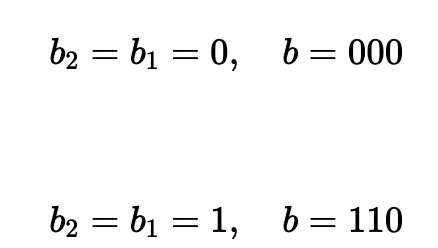 b₂ = b₁ = 0, b = 000
b₂ = b₁ = 1, b = 110